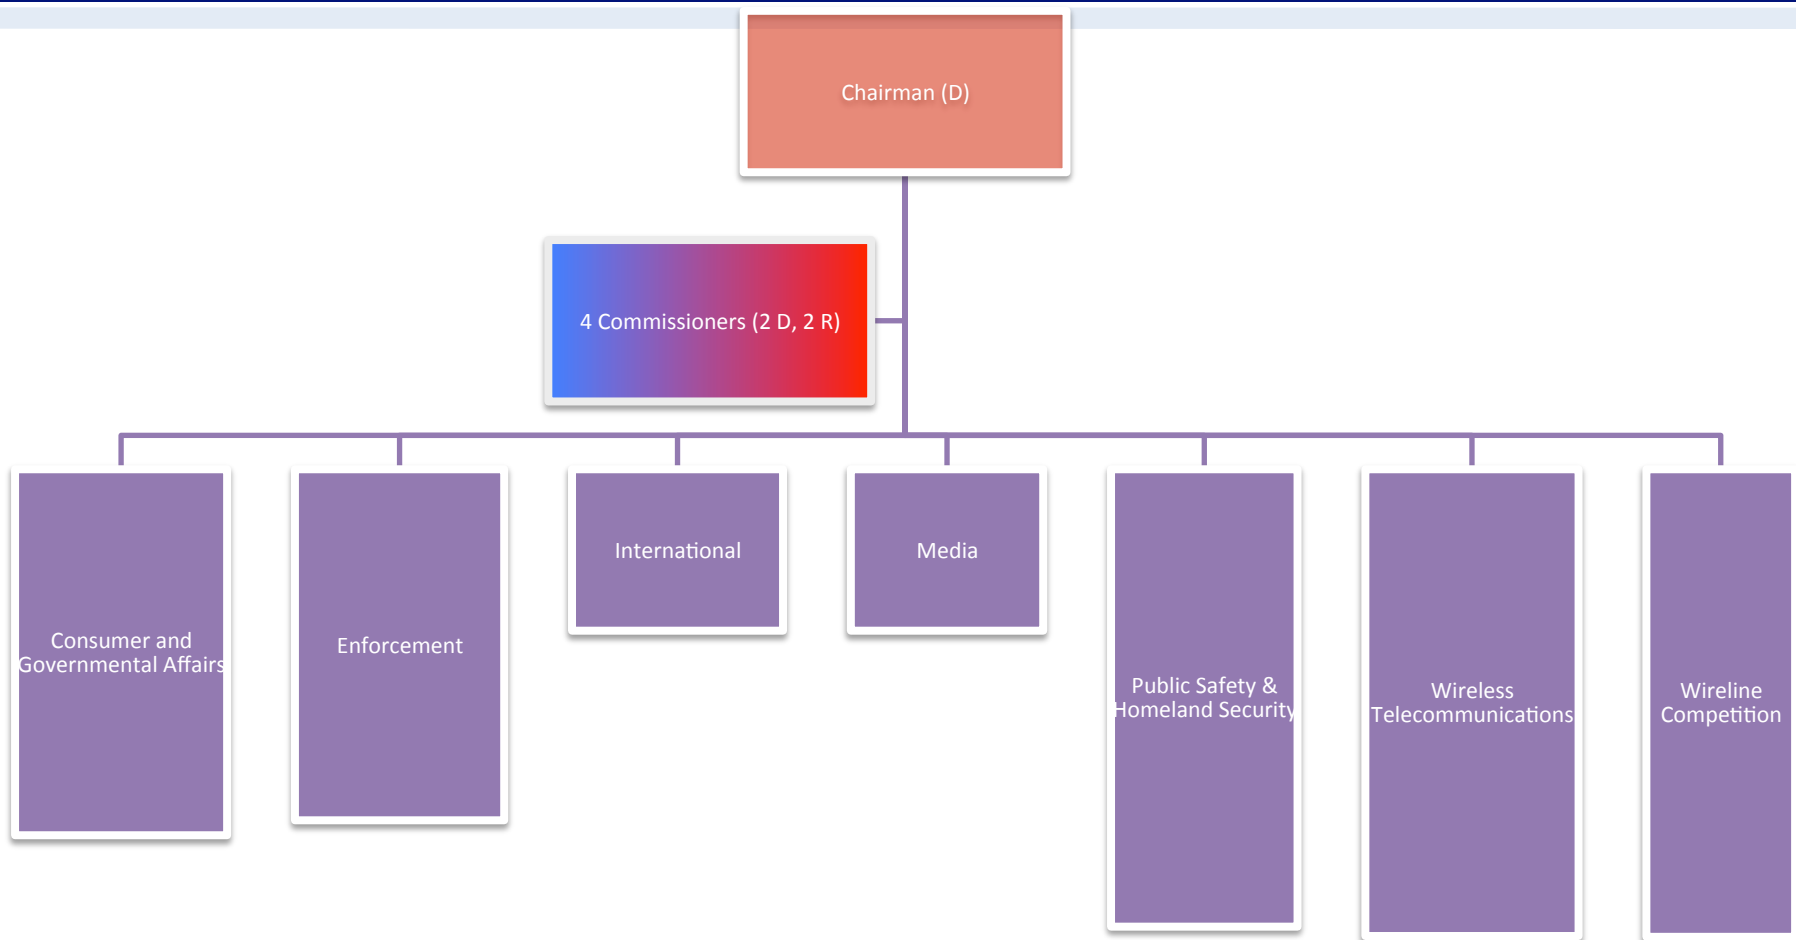 Chairman (D)
4 Commissioners (2 D, 2 R)
Consumer and
Governmental Affairs
Enforcement
International
Media
Public Safety &
Homeland Security
Wireless
Telecommunications
Wireline
Competition